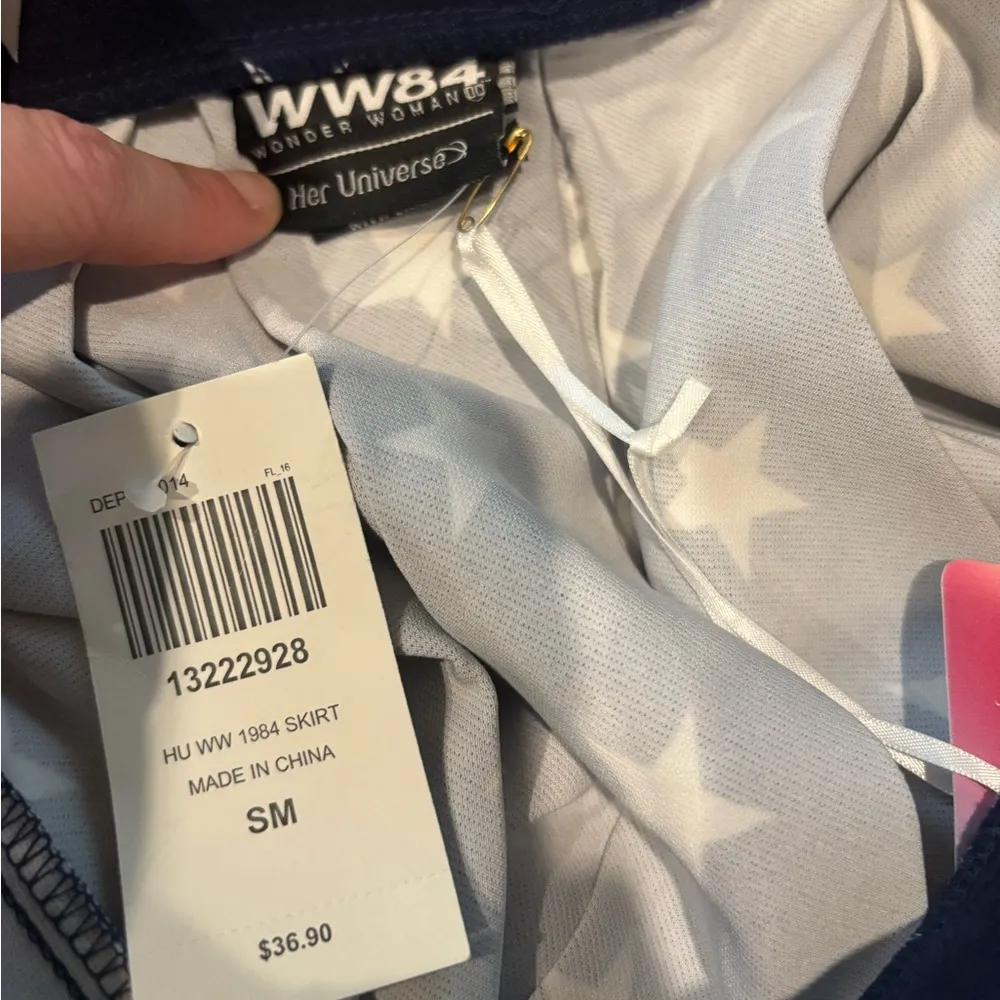 WW84
WONDER WOMAN
Her Universe
DEP 014
FL_16
13222928
HU WW 1984 SKIRT
MADE IN CHINA
SM
$36.90